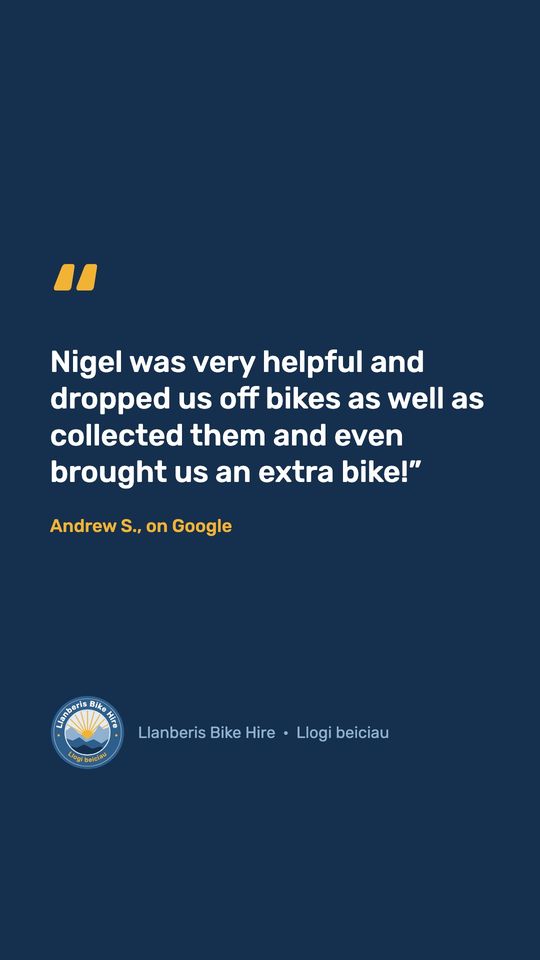 “
Nigel was very helpful and
dropped us off bikes as well as
collected them and even
brought us an extra bike!”
Andrew S., on Google
Llanberis Bike Hire
Llogi beiciau
Llanberis Bike Hire • Llogi beiciau